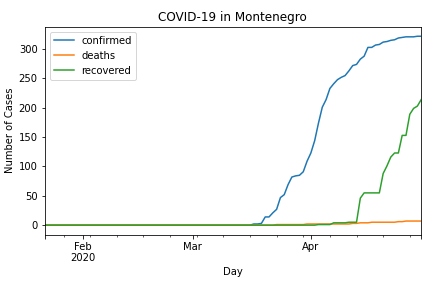 COVID-19 in Montenegro
confirmed
deaths
recovered
Number of Cases
300
250
200
150
100
50
0
Feb
2020
Mar
Apr
Day